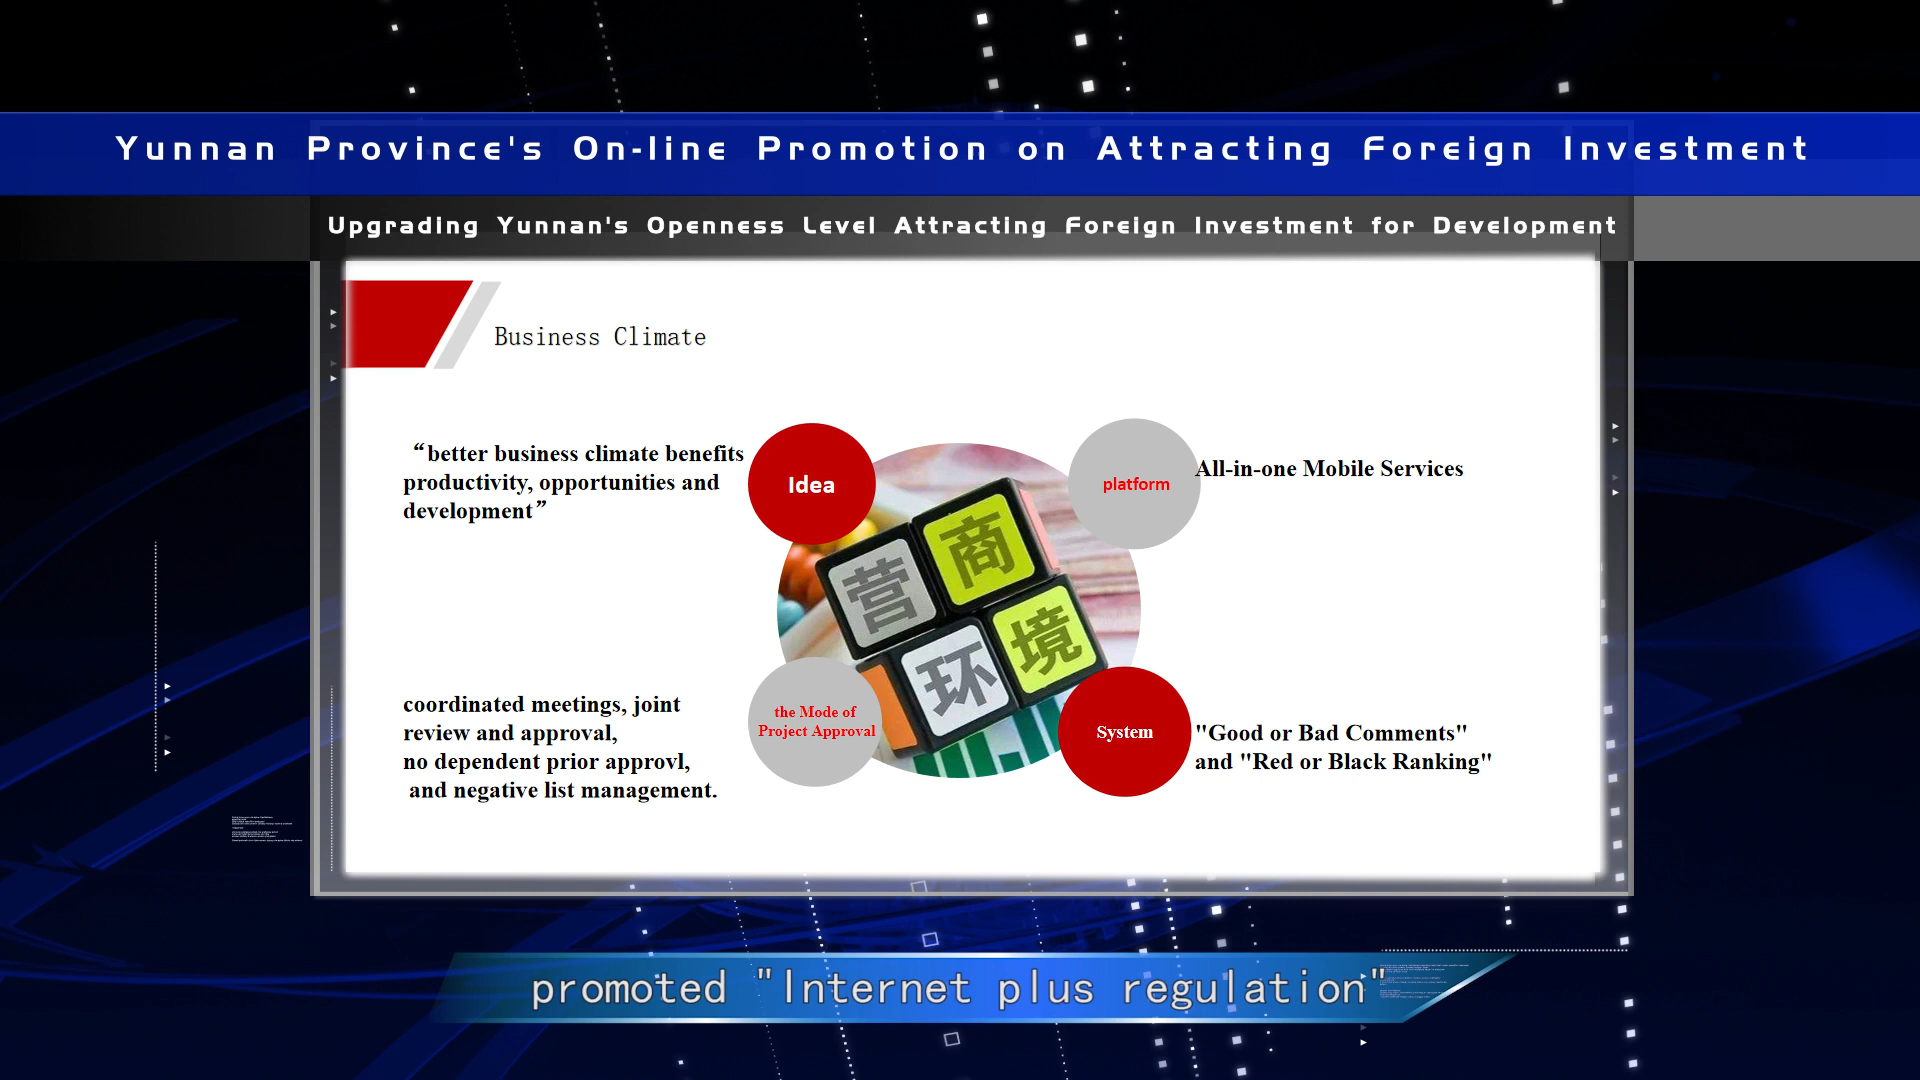 Yunnan Province's On-line Promotion on Attracting Foreign Investment
Upgrading Yunnan's Openness Level Attracting Foreign Investment for Development
Business Climate
“better business climate benefits
productivity, opportunities and
development”
Idea
platform
All-in-one Mobile Services
营商
环境
coordinated meetings, joint
review and approval,
no dependent prior approvl,
and negative list management.
the Mode of
Project Approval
System
"Good or Bad Comments"
and "Red or Black Ranking"
promoted "Internet plus regulation"